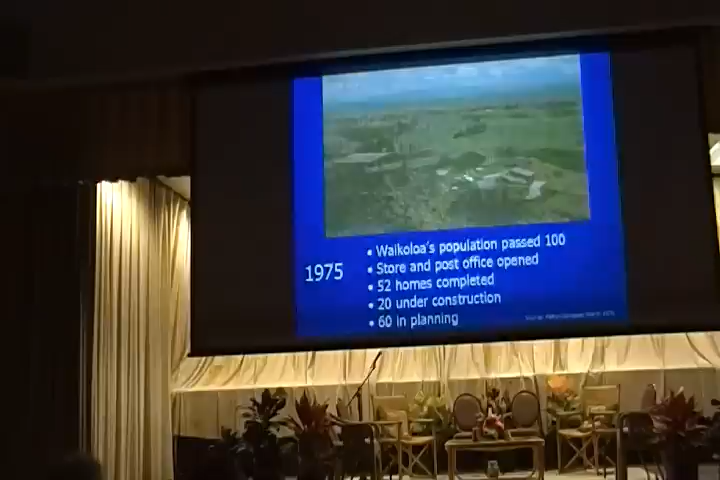 1975
• Waikoloa's population passed 100
• Store and post office opened
• 52 homes completed
• 20 under construction
• 60 in planning